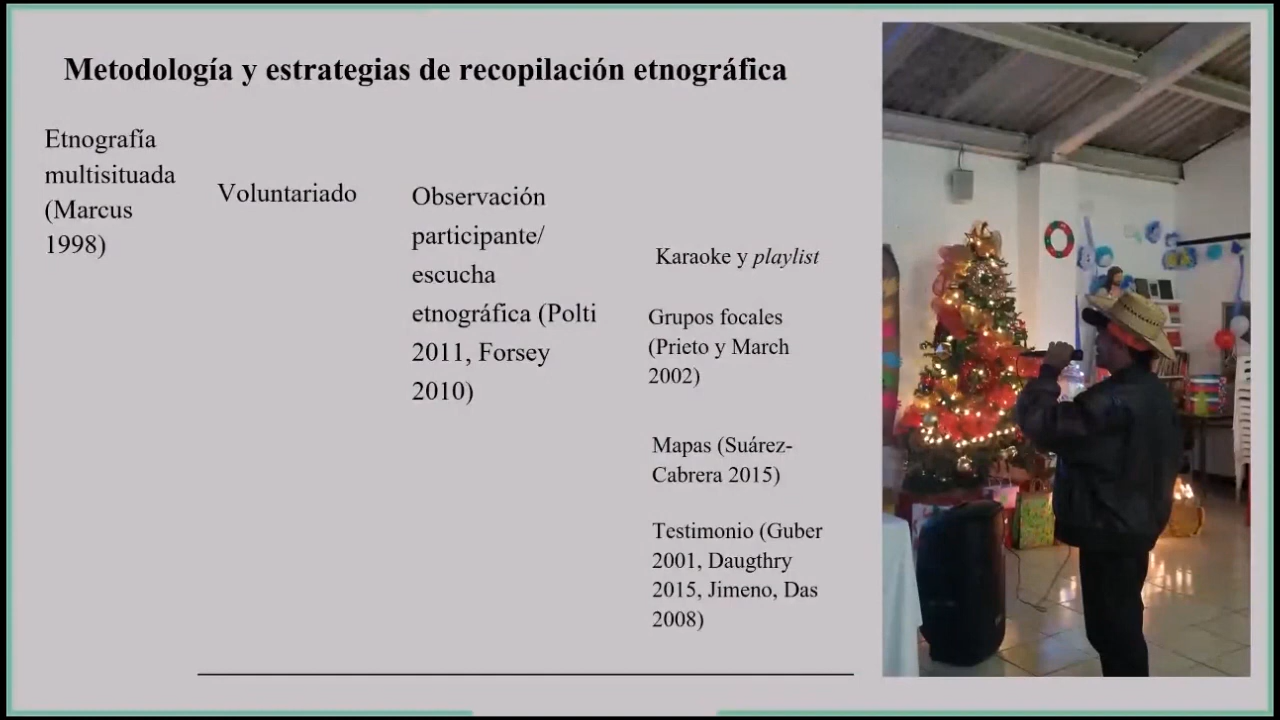 Metodología y estrategias de recopilación etnográfica
Etnografía
multisituada
(Marcus
1998)
Voluntariado
Observación
participante/
escucha
etnográfica (Polti
2011, Forsey
2010)
Karaoke y playlist
Grupos focales
(Prieto y March
2002)
Mapas (Suárez-
Cabrera 2015)
Testimonio (Guber
2001, Daugthry
2015, Jimeno, Das
2008)